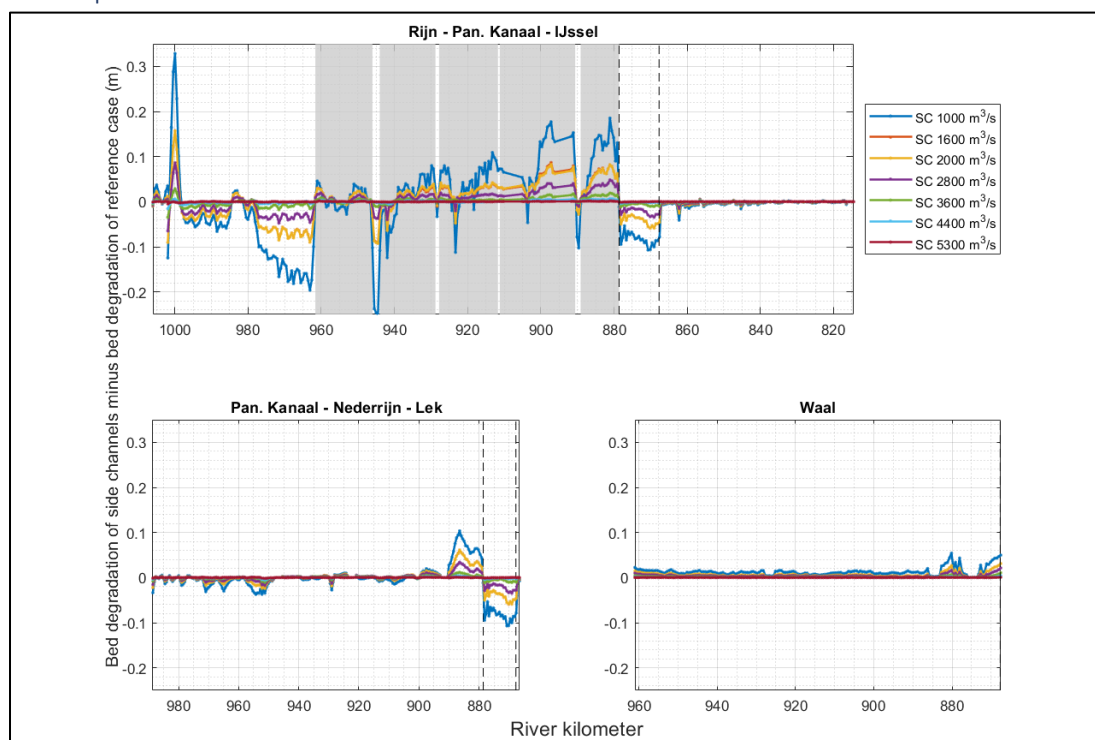 Rijn - Pan. Kanaal - IJssel
0.3
0.2
0.1
0
-0.1
-0.2
1000 980 960 940 920 900 880 860 840 820
SC 1000 m³/s
SC 1600 m³/s
SC 2000 m³/s
SC 2800 m³/s
SC 3600 m³/s
SC 4400 m³/s
SC 5300 m³/s
Bed degradation of side channels minus bed degradation of reference case (m)
Pan. Kanaal - Nederrijn - Lek
0.3
0.2
0.1
0
-0.1
-0.2
980 960 940 920 900 880
Waal
0.3
0.2
0.1
0
-0.1
-0.2
960 940 920 900 880
River kilometer